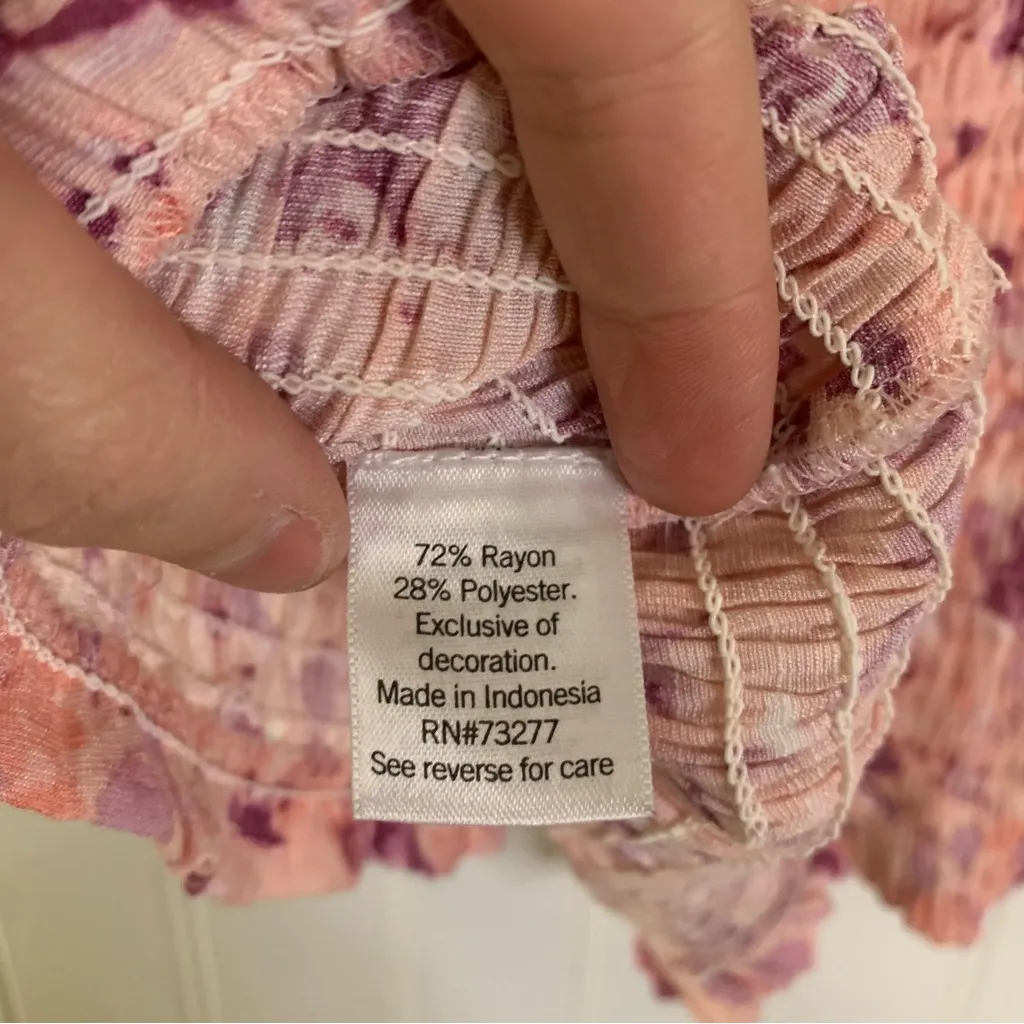 72% Rayon
28% Polyester.
Exclusive of
decoration.
Made in Indonesia
RN#73277
See reverse for care